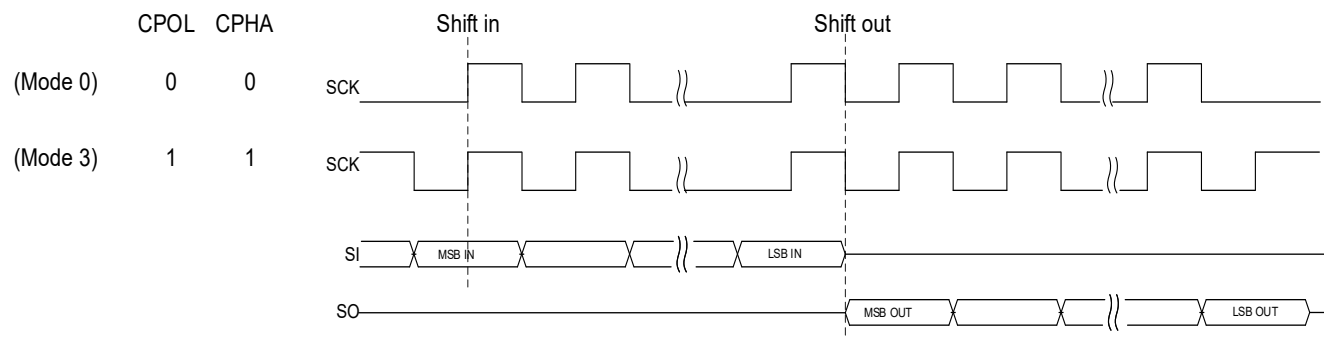 CPOL CPHA Shift in Shift out
(Mode 0) 0 0 SCK
(Mode 3) 1 1 SCK
SI MSB IN LSB IN
SO MSB OUT LSB OUT